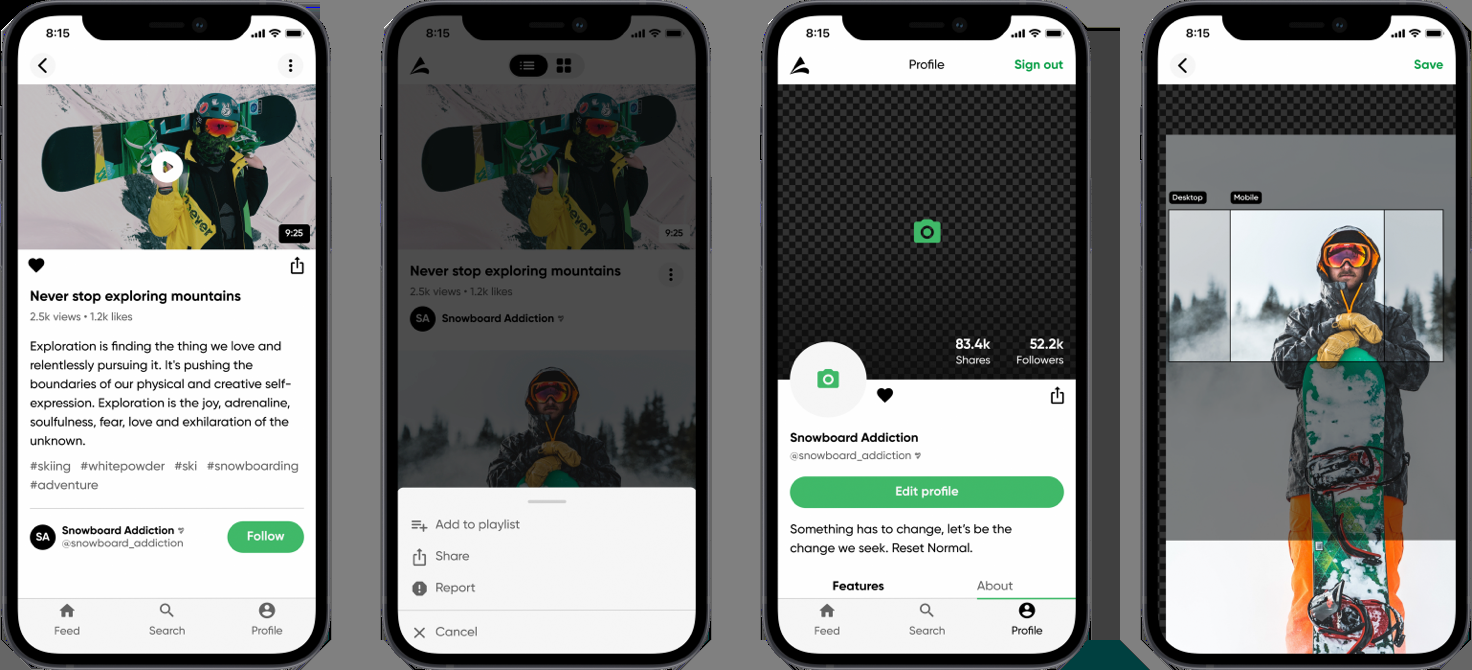 8:15
9:25
Never stop exploring mountains
2.5k views • 1.2k likes
Exploration is finding the thing we love and
relentlessly pursuing it. It's pushing the
boundaries of our physical and creative self-
expression. Exploration is the joy, adrenaline,
soulfulness, fear, love and exhilaration of the
unknown.
#skiing #whitepowder #ski #snowboarding
#adventure
SA
Snowboard Addiction
@snowboard_addiction
Follow
Feed
Search
Profile
8:15
9:25
Never stop exploring mountains
2.5k views • 1.2k likes
SA
Snowboard Addiction
Add to playlist
Share
Report
Cancel
8:15
Profile
Sign out
83.4k
Shares
52.2k
Followers
Snowboard Addiction
@snowboard_addiction
Edit profile
Something has to change, let's be the
change we seek. Reset Normal.
Features
About
Feed
Search
Profile
8:15
Save
Desktop
Mobile